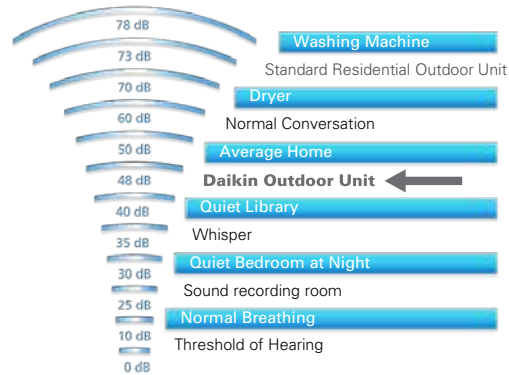 78 dB
Washing Machine
73 dB
Standard Residential Outdoor Unit
70 dB
Dryer
60 dB
Normal Conversation
50 dB
Average Home
48 dB
Daikin Outdoor Unit
40 dB
Quiet Library
35 dB
Whisper
30 dB
Quiet Bedroom at Night
25 dB
Sound recording room
10 dB
Normal Breathing
0 dB
Threshold of Hearing